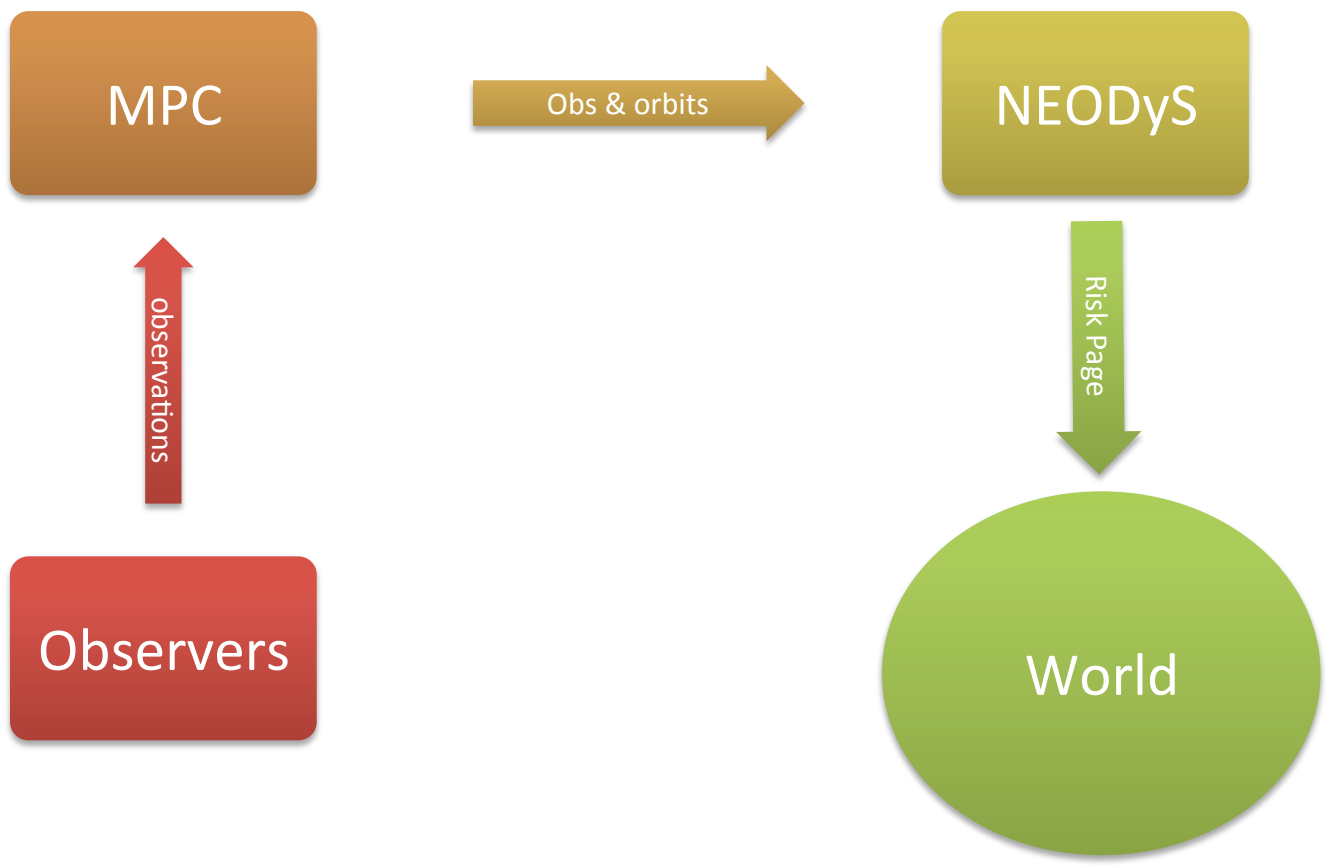 MPC
Obs & orbits
NEODyS
observations
Risk Page
Observers
World